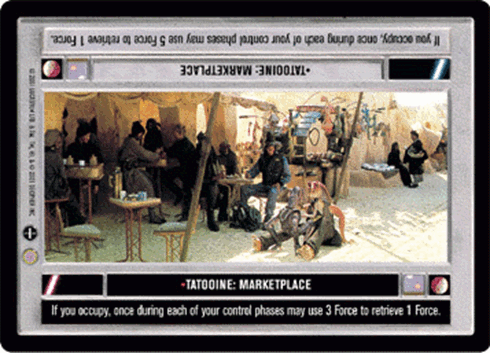 If you occupy, once during each of your control phases may use 5 Force to retrieve 1 Force.
•TATOOINE: MARKETPLACE
•TATOOINE: MARKETPLACE
If you occupy, once during each of your control phases may use 3 Force to retrieve 1 Force.